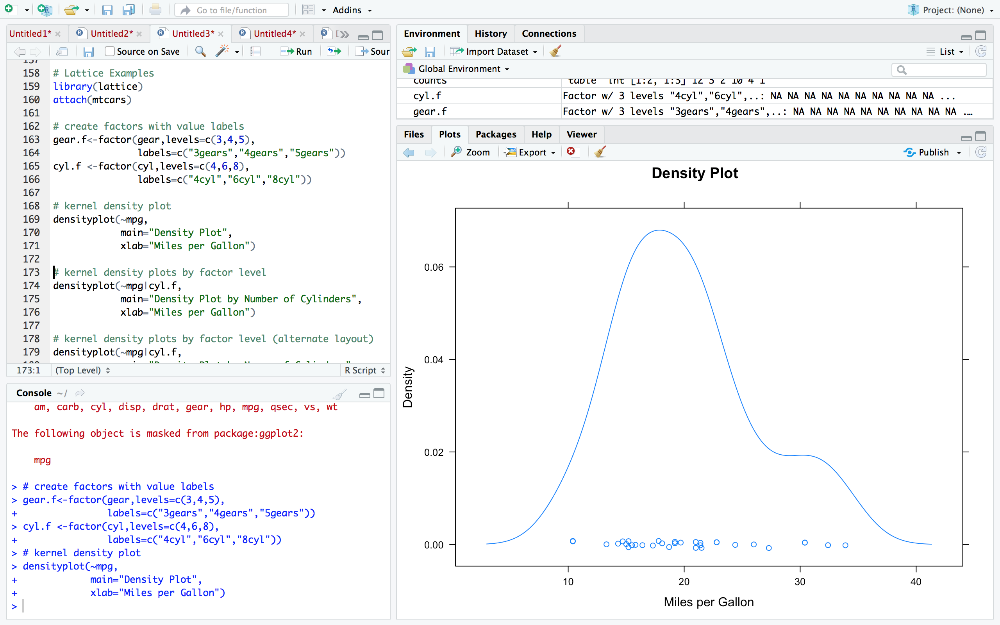 Go to file/function
Addins
Project: (None)
Untitled1*
Untitled2*
Untitled3*
Untitled4*
Source on Save
Run
Sour
157
158 # Lattice Examples
159 library(lattice)
160 attach(mtcars)
161
162 # create factors with value labels
163 gear.f<-factor(gear,levels=c(3,4,5),
164 labels=c("3gears","4gears","5gears"))
165 cyl.f <-factor(cyl,levels=c(4,6,8),
166 labels=c("4cyl","6cyl","8cyl"))
167
168 # kernel density plot
169 densityplot(~mpg,
170 main="Density Plot",
171 xlab="Miles per Gallon")
172
173 # kernel density plots by factor level
174 densityplot(~mpg|cyl.f,
175 main="Density Plot by Number of Cylinders",
176 xlab="Miles per Gallon")
177
178 # kernel density plots by factor level (alternate layout)
179 densityplot(~mpg|cyl.f,
173:1 (Top Level) R Script
Console ~/
am, carb, cyl, disp, drat, gear, hp, mpg, qsec, vs, wt
The following object is masked from package:ggplot2:
mpg
> # create factors with value labels
> gear.f<-factor(gear,levels=c(3,4,5),
+ labels=c("3gears","4gears","5gears"))
> cyl.f <-factor(cyl,levels=c(4,6,8),
+ labels=c("4cyl","6cyl","8cyl"))
> # kernel density plot
> densityplot(~mpg,
+ main="Density Plot",
+ xlab="Miles per Gallon")
>
Environment History Connections
Import Dataset
List
Global Environment
counts 'table' int [1:2, 1:3] 12 3 2 10 4 1
cyl.f Factor w/ 3 levels "4cyl","6cyl",..: NA NA NA NA NA NA NA NA NA NA ...
gear.f Factor w/ 3 levels "3gears","4gears",..: NA NA NA NA NA NA NA NA NA NA ...
Files Plots Packages Help Viewer
Zoom Export Publish
Density Plot
0.06
0.04
0.02
0.00
Density
10 20 30 40
Miles per Gallon